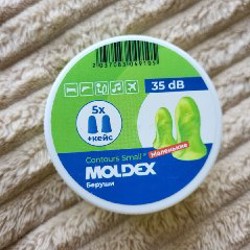 35 dB
5x
+кейс
Маленькие
Contours Small®
MOLDEX
Беруши